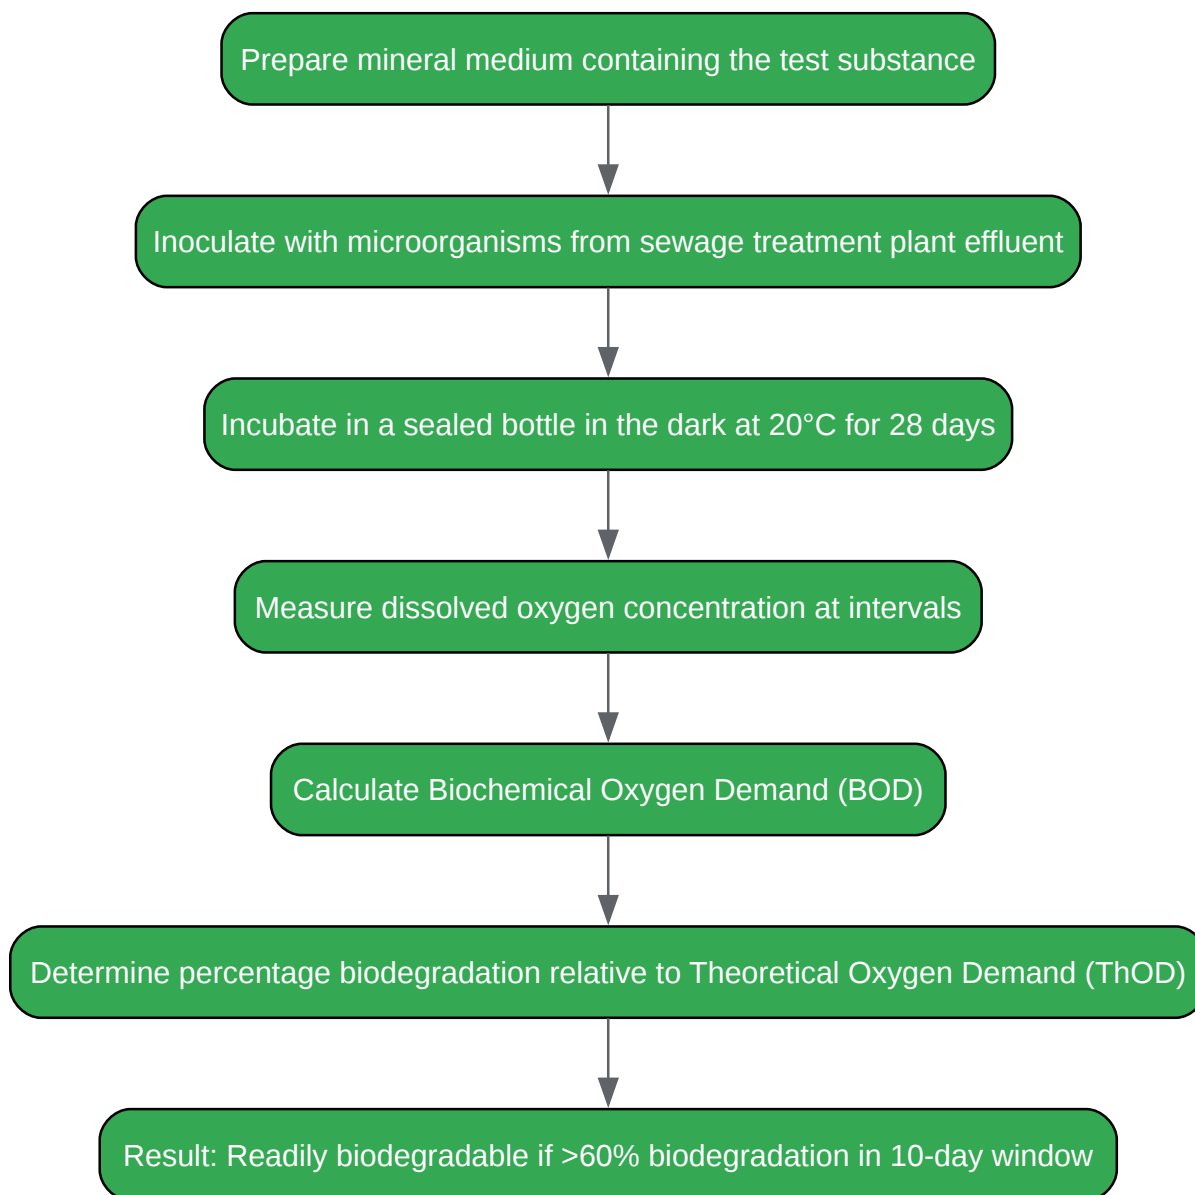 Prepare mineral medium containing the test substance
Inoculate with microorganisms from sewage treatment plant effluent
Incubate in a sealed bottle in the dark at 20°C for 28 days
Measure dissolved oxygen concentration at intervals
Calculate Biochemical Oxygen Demand (BOD)
Determine percentage biodegradation relative to Theoretical Oxygen Demand (ThOD)
Result: Readily biodegradable if >60% biodegradation in 10-day window